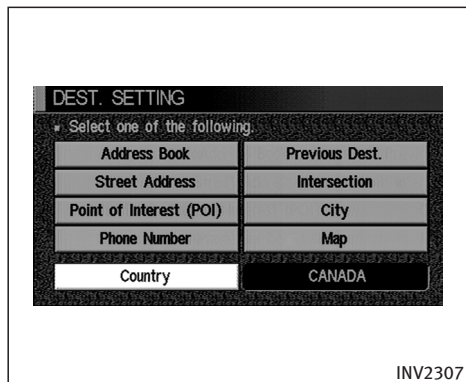 DEST. SETTING
Select one of the following.
Address Book Previous Dest.
Street Address Intersection
Point of Interest (POI) City
Phone Number Map
Country CANADA
INV2307